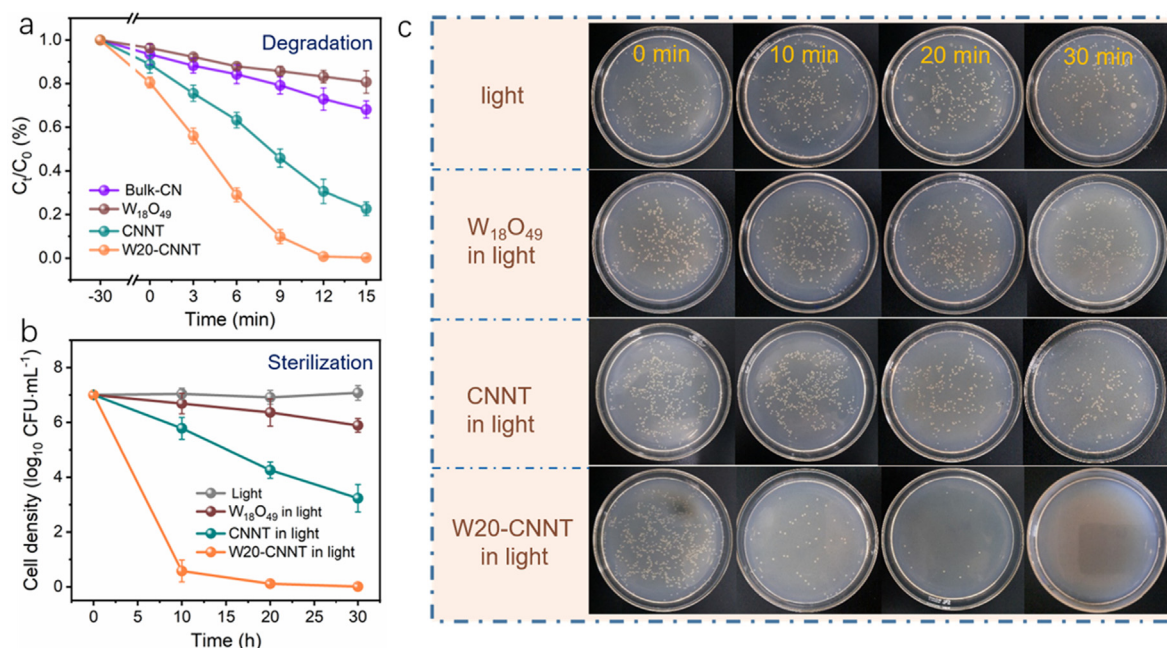 a
Degradation
1.0
0.8
0.6
0.4
0.2
0.0
Cₜ/C₀ (%)
Bulk-CN
W₁₈O₄₉
CNNT
W20-CNNT
-30 0 3 6 9 12 15
Time (min)
b
Sterilization
8
6
4
2
0
Cell density (log₁₀ CFU·mL⁻¹)
Light
W₁₈O₄₉ in light
CNNT in light
W20-CNNT in light
0 5 10 15 20 25 30
Time (h)
c
0 min 10 min 20 min 30 min
light
W₁₈O₄₉
in light
CNNT
in light
W20-CNNT
in light